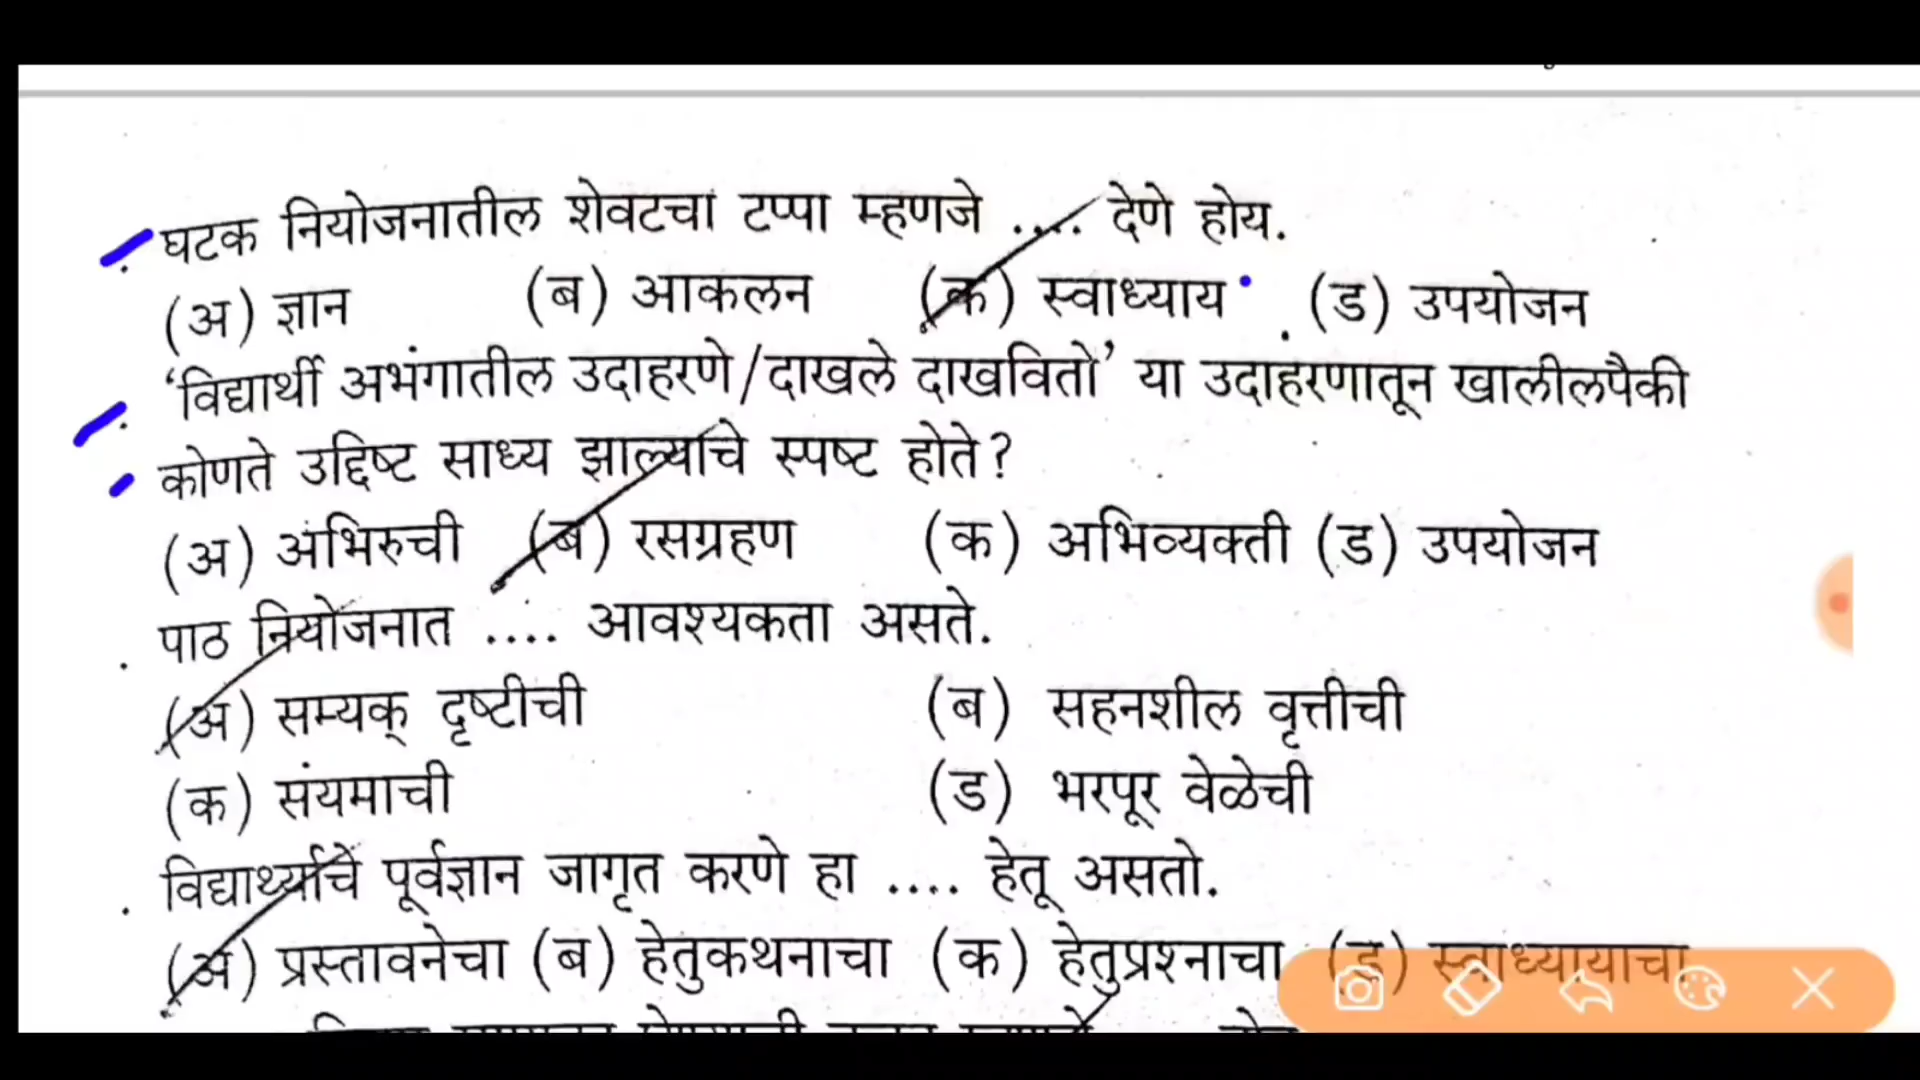 घटक नियोजनातील शेवटचा टप्पा म्हणजे .... देणे होय.
(अ) ज्ञान (ब) आकलन (क) स्वाध्याय (ड) उपयोजन
‘विद्यार्थी अभंगातील उदाहरणे/दाखले दाखवितो’ या उदाहरणातून खालीलपैकी
कोणते उद्दिष्ट साध्य झाल्याचे स्पष्ट होते?
(अ) अभिरुची (ब) रसग्रहण (क) अभिव्यक्ती (ड) उपयोजन
पाठ नियोजनात .... आवश्यकता असते.
(अ) सम्यक् दृष्टीची (ब) सहनशील वृत्तीची
(क) संयमाची (ड) भरपूर वेळेची
विद्यार्थ्याचे पूर्वज्ञान जागृत करणे हा .... हेतू असतो.
(अ) प्रस्तावनेचा (ब) हेतुकथनाचा (क) हेतुप्रश्नाचा (ड) स्वाध्यायाचा